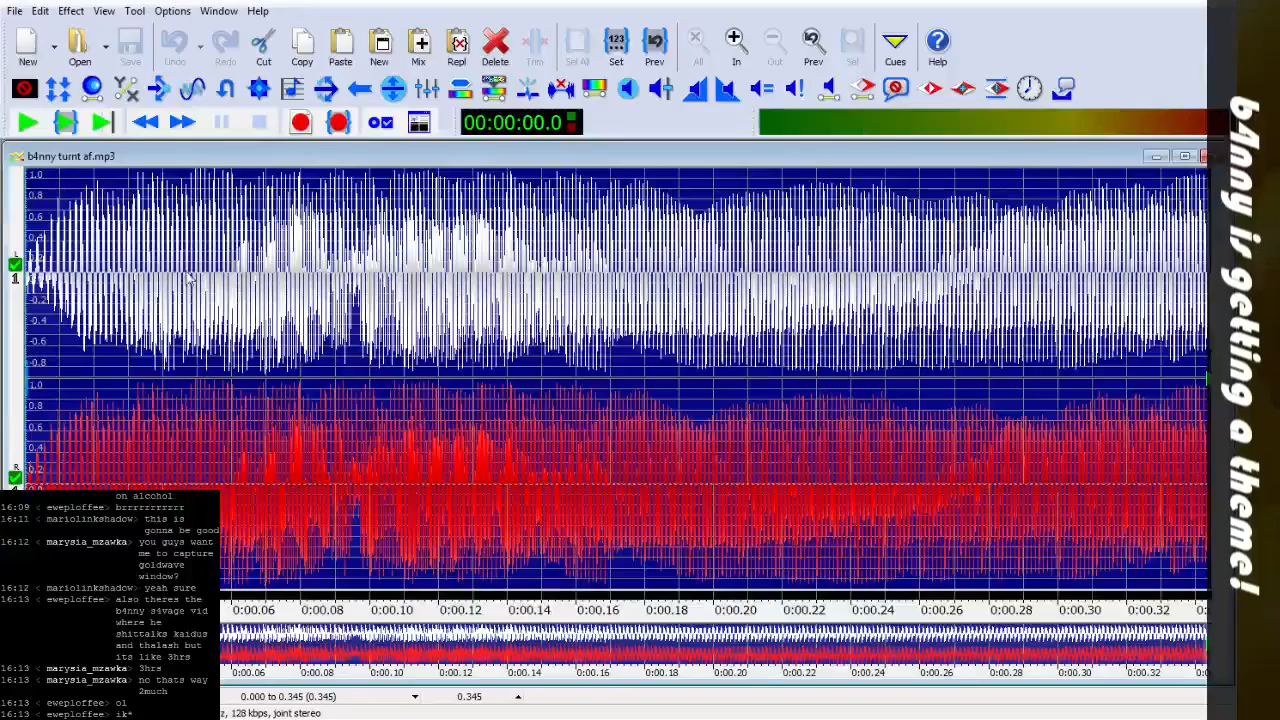 File Edit Effect View Tool Options Window Help
New Open Save Undo Redo Cut Copy Paste New Mix Repl Delete Trim Sel All Set Prev All In Out Prev Sel Cues Help
00:00:00.0
b4nny turnt af.mp3
1.0
0.8
0.6
0.4
0.2
L
1
-0.2
-0.4
-0.6
-0.8
1.0
0.8
0.6
0.4
0.2
R
on alcohol
16:09 < eweploffee> brrrrrrrrrrr
16:11 < mariolinkshadow> this is
gonna be good
16:12 < marysia_mzawka> you guys want
me to capture
goldwave
window?
16:12 < mariolinkshadow> yeah sure
16:13 < eweploffee> also theres the
b4nny s4vage vid
where he
shittalks kaidus
and thalash but
its like 3hrs
16:13 < marysia_mzawka> 3hrs
16:13 < marysia_mzawka> no thats way
2much
16:13 < eweploffee> ol
16:13 < eweploffee> ik*
0:00.06 0:00.08 0:00.10 0:00.12 0:00.14 0:00.16 0:00.18 0:00.20 0:00.22 0:00.24 0:00.26 0:00.28 0:00.30 0:00.32
0:00.06 0:00.08 0:00.10 0:00.12 0:00.14 0:00.16 0:00.18 0:00.20 0:00.22 0:00.24 0:00.26 0:00.28 0:00.30 0:00.32
0.000 to 0.345 (0.345) 0.345
z, 128 kbps, joint stereo
b4nny is getting a theme!